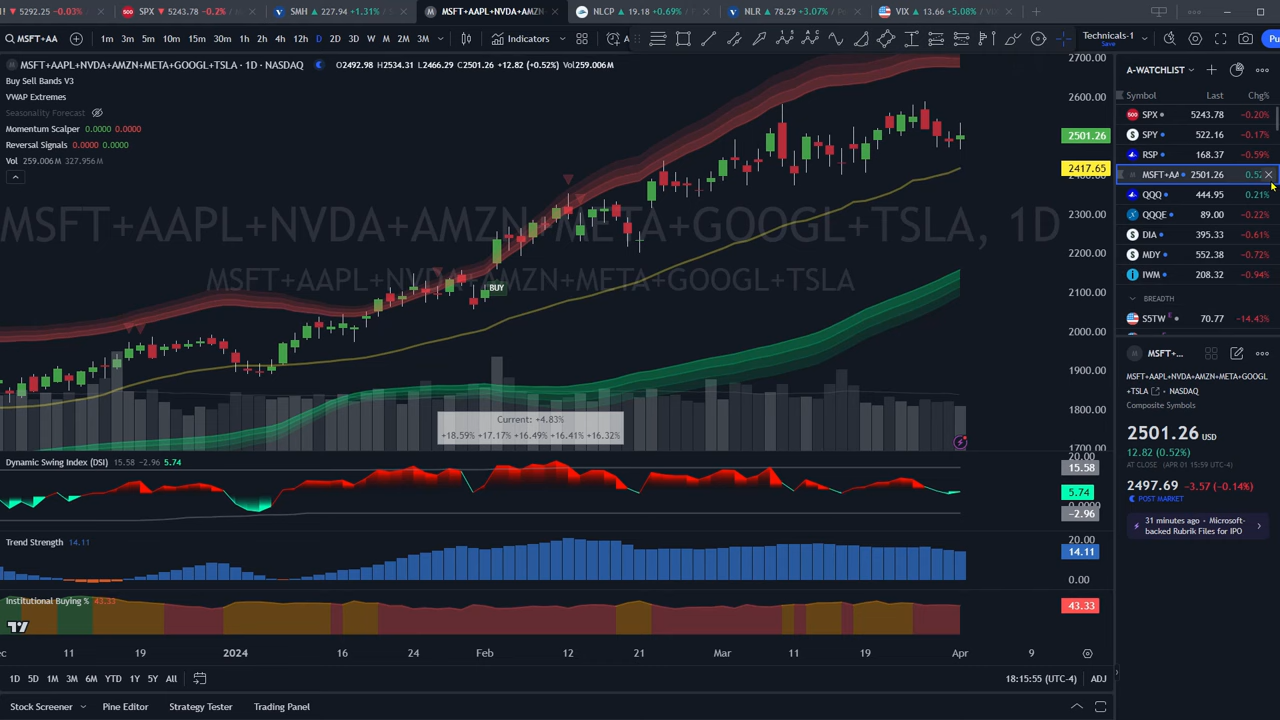 5292.25 −0.03%
SPX ▼ 5243.78 −0.2%
SMH ▲ 227.94 +1.31%
MSFT+AAPL+NVDA+AMZN
NLCP ▲ 19.18 +0.69%
NLR ▲ 78.29 +3.07%
VIX ▲ 13.66 +5.08%
MSFT+AA
1m 3m 5m 10m 15m 30m 1h 2h 4h 12h D 2D 3D W M 2M 3M
Indicators
Technicals-1
Save
Pu
MSFT+AAPL+NVDA+AMZN+META+GOOGL+TSLA · 1D · NASDAQ
O2492.98 H2534.31 L2466.29 C2501.26 +12.82 (+0.52%) Vol259.006M
Buy Sell Bands V3
VWAP Extremes
Seasonality Forecast
Momentum Scalper 0.0000 0.0000
Reversal Signals 0.0000 0.0000
Vol 259.006M 327.956M
MSFT+AAPL+NVDA+AMZN+META+GOOGL+TSLA, 1D
MSFT+AAPL+NVDA+AMZN+META+GOOGL+TSLA
BUY
Current: +4.83%
+18.59% +17.17% +16.49% +16.41% +16.32%
2700.00
2600.00
2501.26
2417.65
2300.00
2200.00
2100.00
2000.00
1900.00
1800.00
1700.00
Dynamic Swing Index (DSI) 15.58 −2.96 5.74
20.00
15.58
5.74
0.0000
−2.96
Trend Strength 14.11
20.00
14.11
0.00
Institutional Buying % 43.33
43.33
11 19 2024 16 24 Feb 12 21 Mar 11 19 Apr 9
1D 5D 1M 3M 6M YTD 1Y 5Y All
18:15:55 (UTC-4) ADJ
Stock Screener Pine Editor Strategy Tester Trading Panel
A-WATCHLIST
Symbol Last Chg%
SPX 5243.78 −0.20%
SPY 522.16 −0.17%
RSP 168.37 −0.59%
MSFT+AA 2501.26 0.52
QQQ 444.95 0.21%
QQQE 89.00 −0.22%
DIA 395.33 −0.61%
MDY 552.38 −0.72%
IWM 208.32 −0.94%
BREADTH
S5TW E 70.77 −14.43%
MSFT+...
MSFT+AAPL+NVDA+AMZN+META+GOOGL
+TSLA · NASDAQ
Composite Symbols
2501.26 USD
12.82 (0.52%)
AT CLOSE (APR 01 15:59 UTC-4)
2497.69 −3.57 (−0.14%)
POST MARKET
31 minutes ago · Microsoft-
backed Rubrik Files for IPO